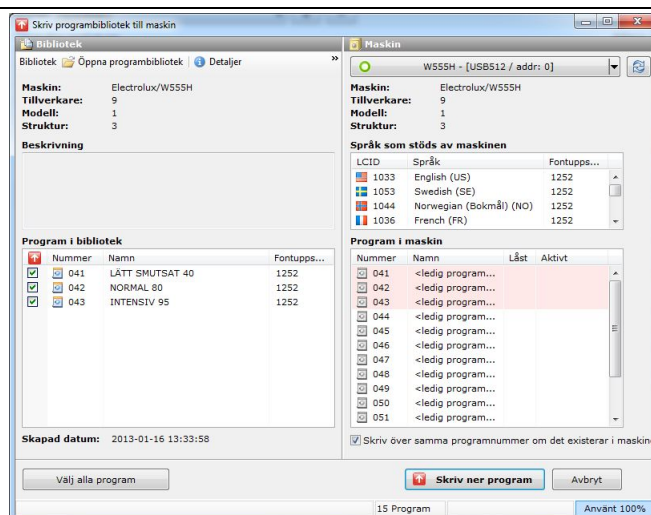 Skriv programbibliotek till maskin
Bibliotek
Bibliotek Öppna programbibliotek Detaljer »
Maskin: Electrolux/W555H
Tillverkare: 9
Modell: 1
Struktur: 3
Beskrivning
Program i bibliotek
Nummer Namn Fontupps...
041 LÄTT SMUTSAT 40 1252
042 NORMAL 80 1252
043 INTENSIV 95 1252
Skapad datum: 2013-01-16 13:33:58
Välj alla program
Maskin
W555H - [USB512 / addr: 0]
Maskin: Electrolux/W555H
Tillverkare: 9
Modell: 1
Struktur: 3
Språk som stöds av maskinen
LCID Språk Fontupps...
1033 English (US) 1252
1053 Swedish (SE) 1252
1044 Norwegian (Bokmål) (NO) 1252
1036 French (FR) 1252
Program i maskin
Nummer Namn Låst Aktivt
041 <ledig program...
042 <ledig program...
043 <ledig program...
044 <ledig program...
045 <ledig program...
046 <ledig program...
047 <ledig program...
048 <ledig program...
049 <ledig program...
050 <ledig program...
051 <ledig program...
Skriv över samma programnummer om det existerar i maskin
Skriv ner program Avbryt
15 Program Använt 100%